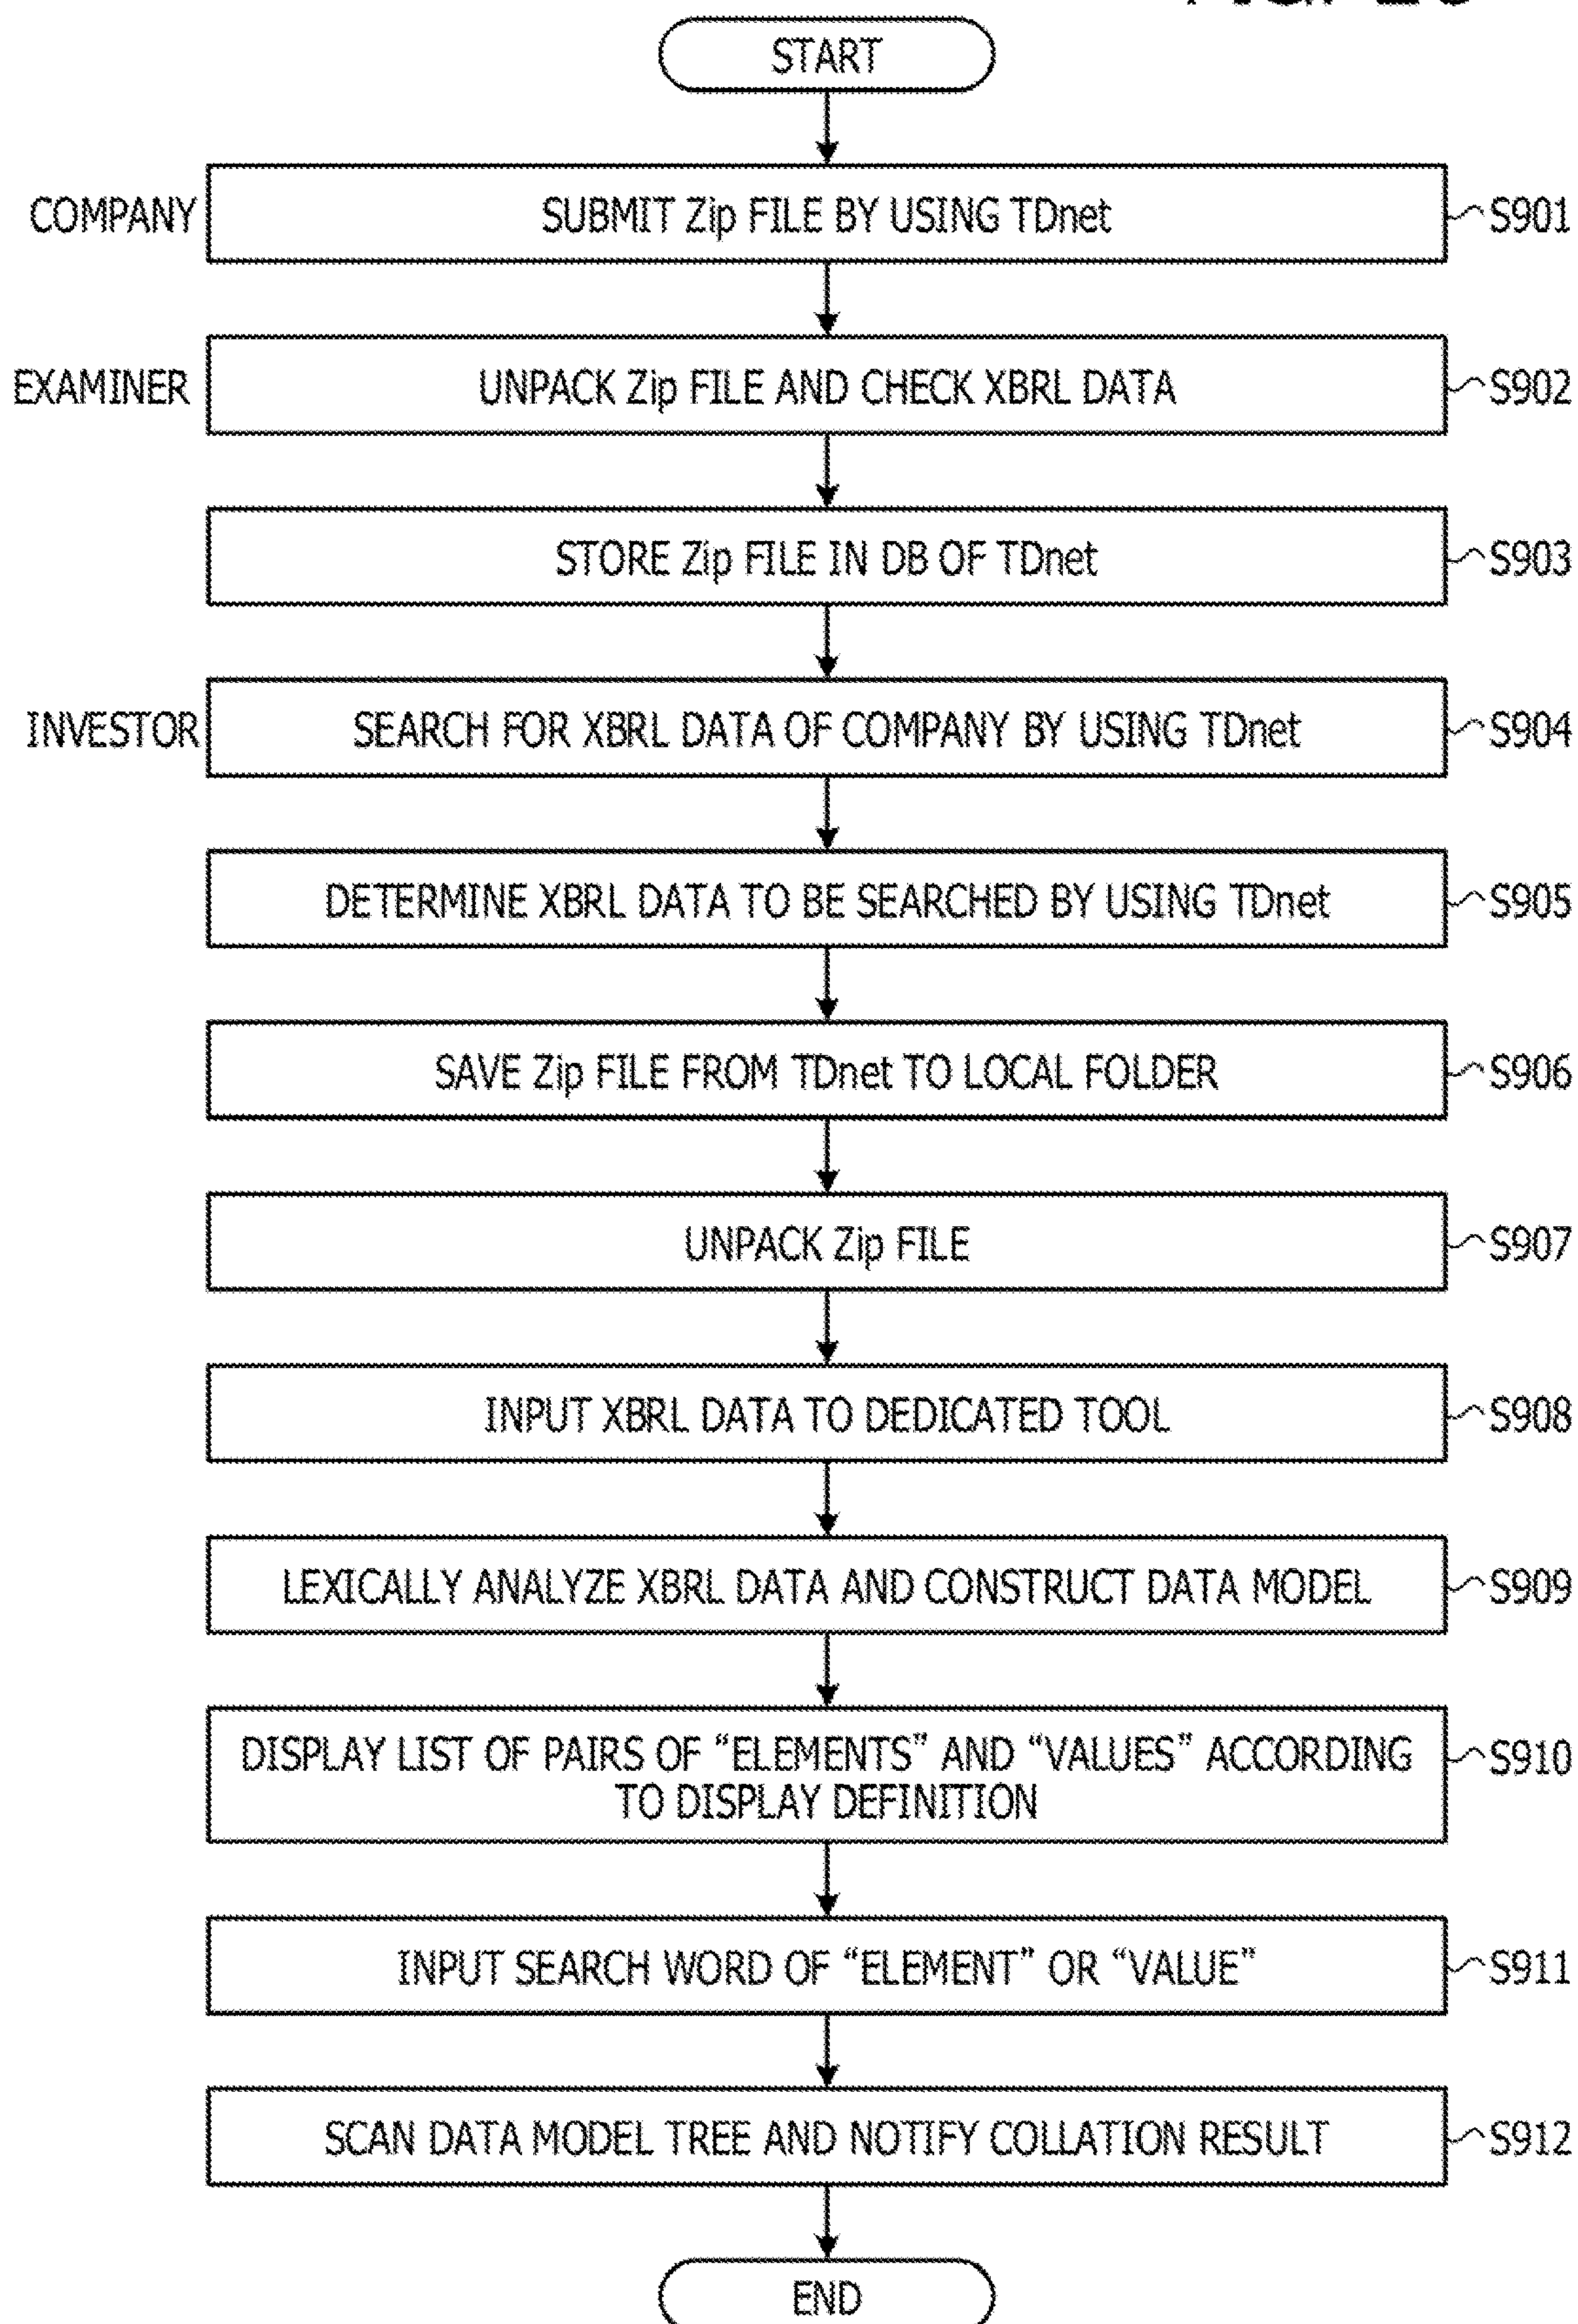 START
COMPANY
SUBMIT Zip FILE BY USING TDnet
S901
EXAMINER
UNPACK Zip FILE AND CHECK XBRL DATA
S902
STORE Zip FILE IN DB OF TDnet
S903
INVESTOR
SEARCH FOR XBRL DATA OF COMPANY BY USING TDnet
S904
DETERMINE XBRL DATA TO BE SEARCHED BY USING TDnet
S905
SAVE Zip FILE FROM TDnet TO LOCAL FOLDER
S906
UNPACK Zip FILE
S907
INPUT XBRL DATA TO DEDICATED TOOL
S908
LEXICALLY ANALYZE XBRL DATA AND CONSTRUCT DATA MODEL
S909
DISPLAY LIST OF PAIRS OF “ELEMENTS” AND “VALUES” ACCORDING
TO DISPLAY DEFINITION
S910
INPUT SEARCH WORD OF “ELEMENT” OR “VALUE”
S911
SCAN DATA MODEL TREE AND NOTIFY COLLATION RESULT
S912
END